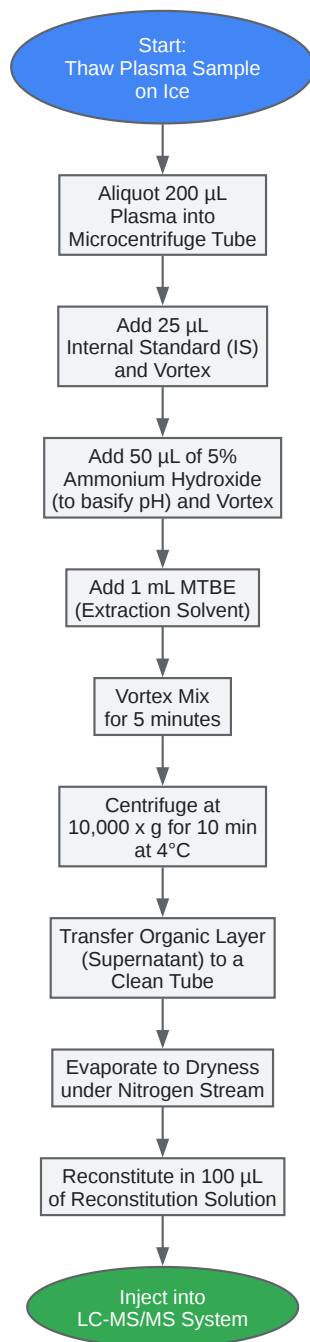 Start:
Thaw Plasma Sample
on Ice
Aliquot 200 µL
Plasma into
Microcentrifuge Tube
Add 25 µL
Internal Standard (IS)
and Vortex
Add 50 µL of 5%
Ammonium Hydroxide
(to basify pH) and Vortex
Add 1 mL MTBE
(Extraction Solvent)
Vortex Mix
for 5 minutes
Centrifuge at
10,000 x g for 10 min
at 4°C
Transfer Organic Layer
(Supernatant) to a
Clean Tube
Evaporate to Dryness
under Nitrogen Stream
Reconstitute in 100 µL
of Reconstitution Solution
Inject into
LC-MS/MS System